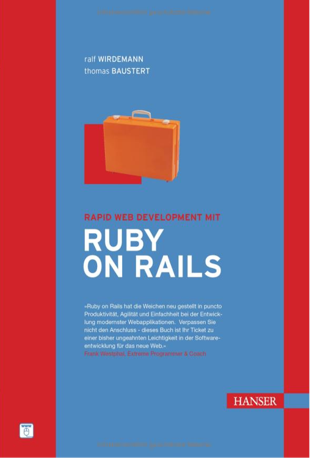 ralf WIRDEMANN
thomas BAUSTERT
RAPID WEB DEVELOPMENT MIT
RUBY
ON RAILS
»Ruby on Rails hat die Weichen neu gestellt in puncto
Produktivität, Agilität und Einfachheit bei der Entwick-
lung modernster Webapplikationen. Verpassen Sie
nicht den Anschluss - dieses Buch ist Ihr Ticket zu
einer bisher ungeahnten Leichtigkeit in der Software-
entwicklung für das neue Web.«
Frank Westphal, Extreme Programmer & Coach
HANSER
www